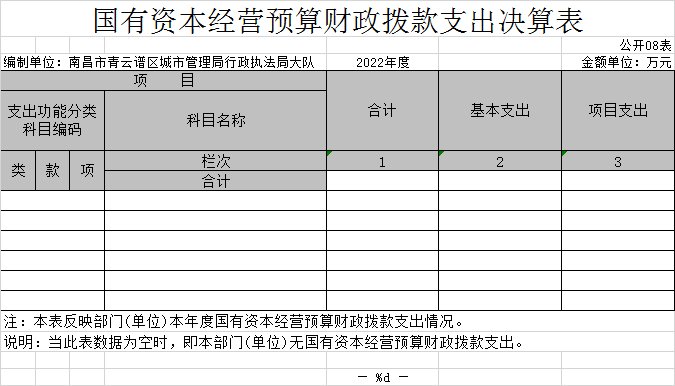 国有资本经营预算财政拨款支出决算表
公开08表
编制单位：南昌市青云谱区城市管理局行政执法局大队 2022年度 金额单位：万元
项 目 合计 基本支出 项目支出
支出功能分类科目编码 科目名称
类 款 项 栏次 1 2 3
合计
注：本表反映部门(单位)本年度国有资本经营预算财政拨款支出情况。
说明：当此表数据为空时，即本部门(单位)无国有资本经营预算财政拨款支出。
— %d —